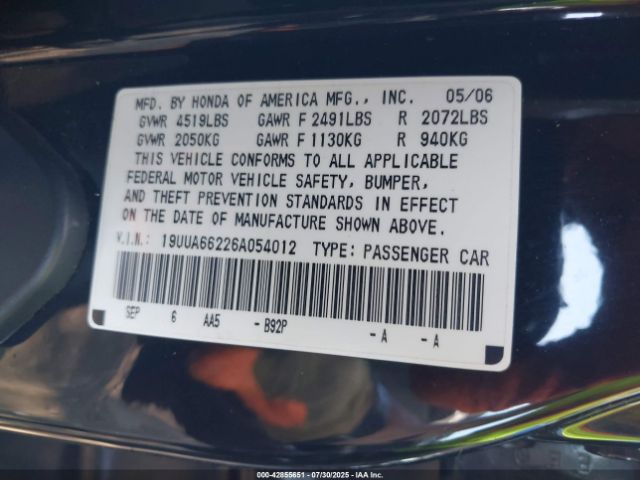 MFD. BY HONDA OF AMERICA MFG., INC. 05/06
GVWR 4519LBS GAWR F 2491LBS R 2072LBS
GVWR 2050KG GAWR F 1130KG R 940KG
THIS VEHICLE CONFORMS TO ALL APPLICABLE
FEDERAL MOTOR VEHICLE SAFETY, BUMPER,
AND THEFT PREVENTION STANDARDS IN EFFECT
ON THE DATE OF MANUFACTURE SHOWN ABOVE.
V.I.N.: 19UUA66226A054012 TYPE: PASSENGER CAR
SEP 6 AA5 - B92P - A - A
000-42855651 - 07/30/2025 - IAA Inc.